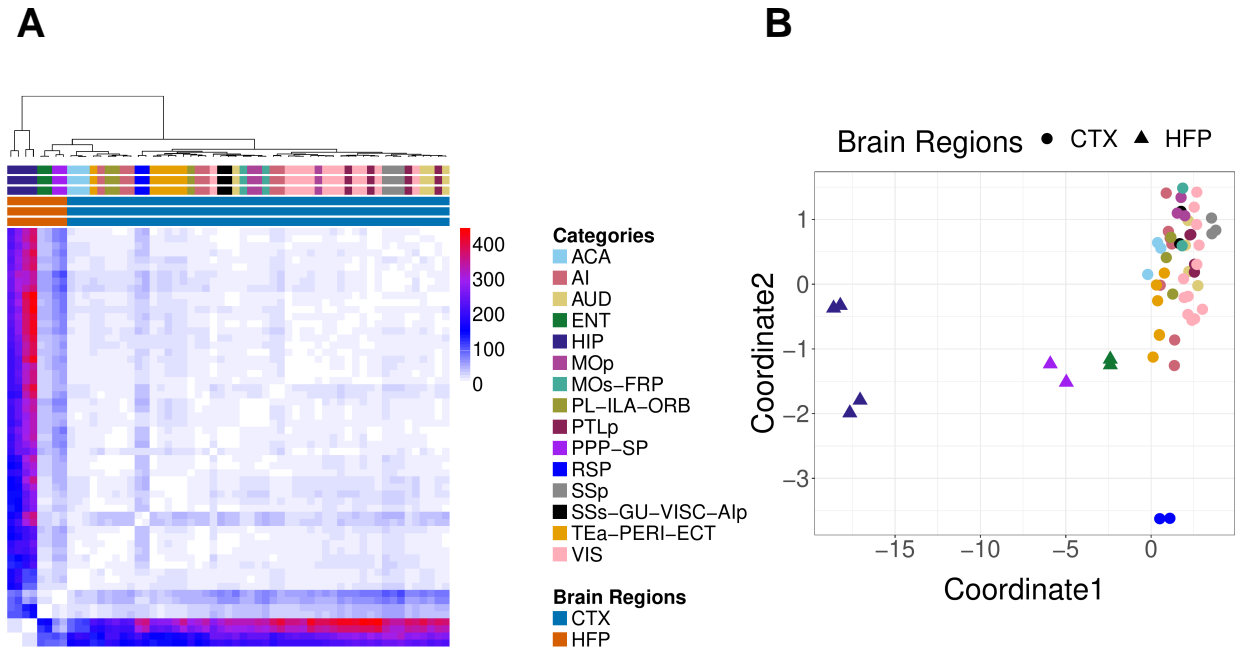 A
B
Brain Regions CTX HFP
400
300
200
100
0
Categories
ACA
AI
AUD
ENT
HIP
MOp
MOs−FRP
PL−ILA−ORB
PTLp
PPP−SP
RSP
SSp
SSs−GU−VISC−AIp
TEa−PERI−ECT
VIS
Brain Regions
CTX
HFP
Coordinate2
1
0
−1
−2
−3
−15 −10 −5 0
Coordinate1